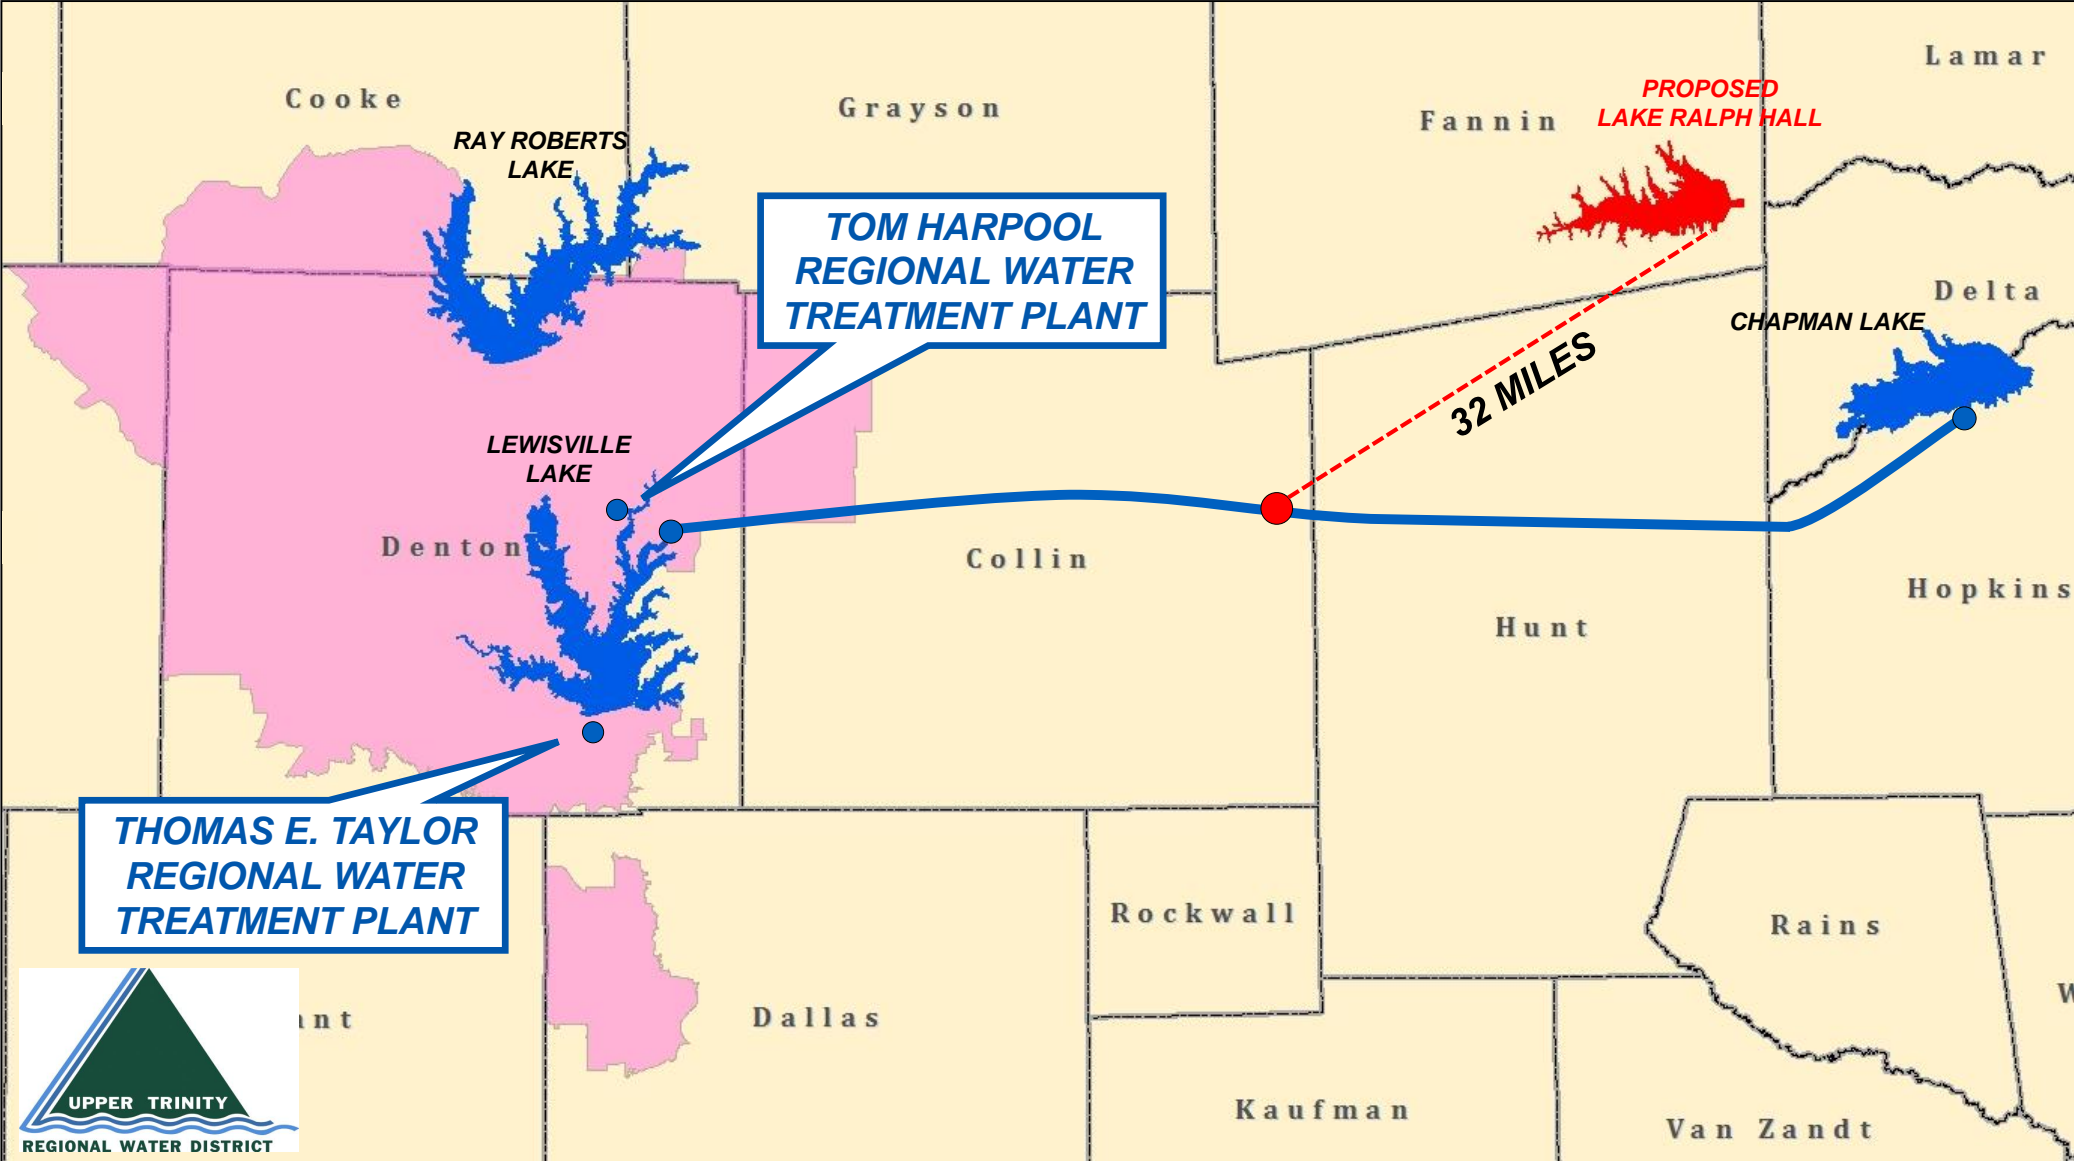 Lamar
Cooke
Grayson
Fannin
PROPOSED
LAKE RALPH HALL
RAY ROBERTS
LAKE
TOM HARPOOL
REGIONAL WATER
TREATMENT PLANT
Delta
CHAPMAN LAKE
32 MILES
LEWISVILLE
LAKE
Denton
Collin
Hopkins
Hunt
THOMAS E. TAYLOR
REGIONAL WATER
TREATMENT PLANT
Rockwall
Rains
Dallas
nt
W
Kaufman
Van Zandt
UPPER TRINITY
REGIONAL WATER DISTRICT